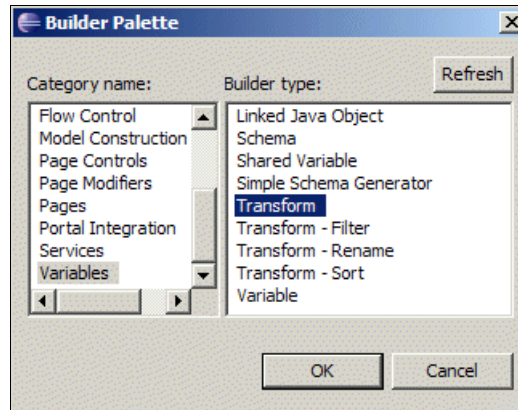 Builder Palette
Category name:
Builder type:
Refresh
Flow Control
Model Construction
Page Controls
Page Modifiers
Pages
Portal Integration
Services
Variables
Linked Java Object
Schema
Shared Variable
Simple Schema Generator
Transform
Transform - Filter
Transform - Rename
Transform - Sort
Variable
OK
Cancel